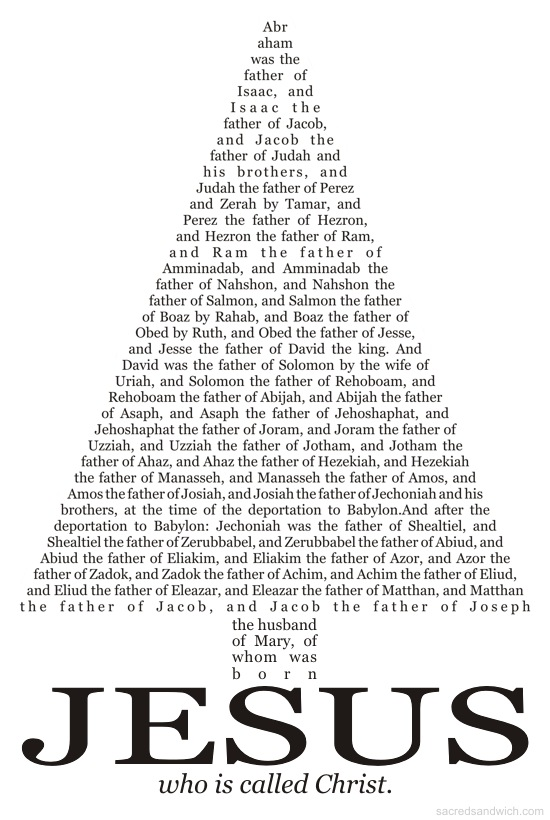 Abr
aham
was the
father of
Isaac, and
Isaac the
father of Jacob,
and Jacob the
father of Judah and
his brothers, and
Judah the father of Perez
and Zerah by Tamar, and
Perez the father of Hezron,
and Hezron the father of Ram,
and Ram the father of
Amminadab, and Amminadab the
father of Nahshon, and Nahshon the
father of Salmon, and Salmon the father
of Boaz by Rahab, and Boaz the father of
Obed by Ruth, and Obed the father of Jesse,
and Jesse the father of David the king. And
David was the father of Solomon by the wife of
Uriah, and Solomon the father of Rehoboam, and
Rehoboam the father of Abijah, and Abijah the father
of Asaph, and Asaph the father of Jehoshaphat, and
Jehoshaphat the father of Joram, and Joram the father of
Uzziah, and Uzziah the father of Jotham, and Jotham the
father of Ahaz, and Ahaz the father of Hezekiah, and Hezekiah
the father of Manasseh, and Manasseh the father of Amos, and
Amos the father of Josiah, and Josiah the father of Jechoniah and his
brothers, at the time of the deportation to Babylon.And after the
deportation to Babylon: Jechoniah was the father of Shealtiel, and
Shealtiel the father of Zerubbabel, and Zerubbabel the father of Abiud, and
Abiud the father of Eliakim, and Eliakim the father of Azor, and Azor the
father of Zadok, and Zadok the father of Achim, and Achim the father of Eliud,
and Eliud the father of Eleazar, and Eleazar the father of Matthan, and Matthan
the father of Jacob, and Jacob the father of Joseph
the husband
of Mary, of
whom was
born
JESUS
who is called Christ.
sacredsandwich.com